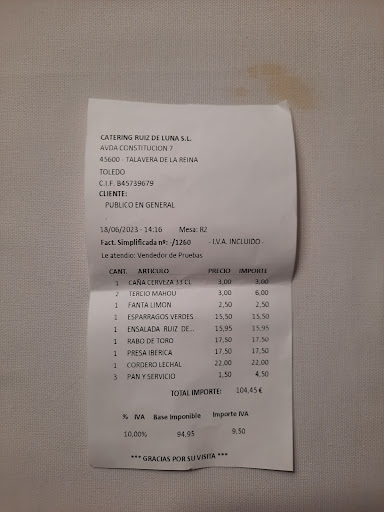 CATERING RUIZ DE LUNA S.L.
AVDA CONSTITUCION 7
45600 - TALAVERA DE LA REINA
TOLEDO
C.I.F. B45739679
CLIENTE:
PUBLICO EN GENERAL
.
18/06/2023 - 14:16 Mesa: R2
Fact. Simplificada nº: -/1260 - I.V.A. INCLUIDO -
Le atendio: Vendedor de Pruebas
CANT. ARTICULO PRECIO IMPORTE
1 CAÑA CERVEZA 33 CL 3,00 3,00
2 TERCIO MAHOU 3,00 6,00
1 FANTA LIMON 2,50 2,50
1 ESPARRAGOS VERDES 15,50 15,50
1 ENSALADA RUIZ DE... 15,95 15,95
1 RABO DE TORO 17,50 17,50
1 PRESA IBERICA 17,50 17,50
1 CORDERO LECHAL 22,00 22,00
3 PAN Y SERVICIO 1,50 4,50
TOTAL IMPORTE: 104,45 €
% IVA Base Imponible Importe IVA
10,00% 94,95 9,50
*** GRACIAS POR SU VISITA ***